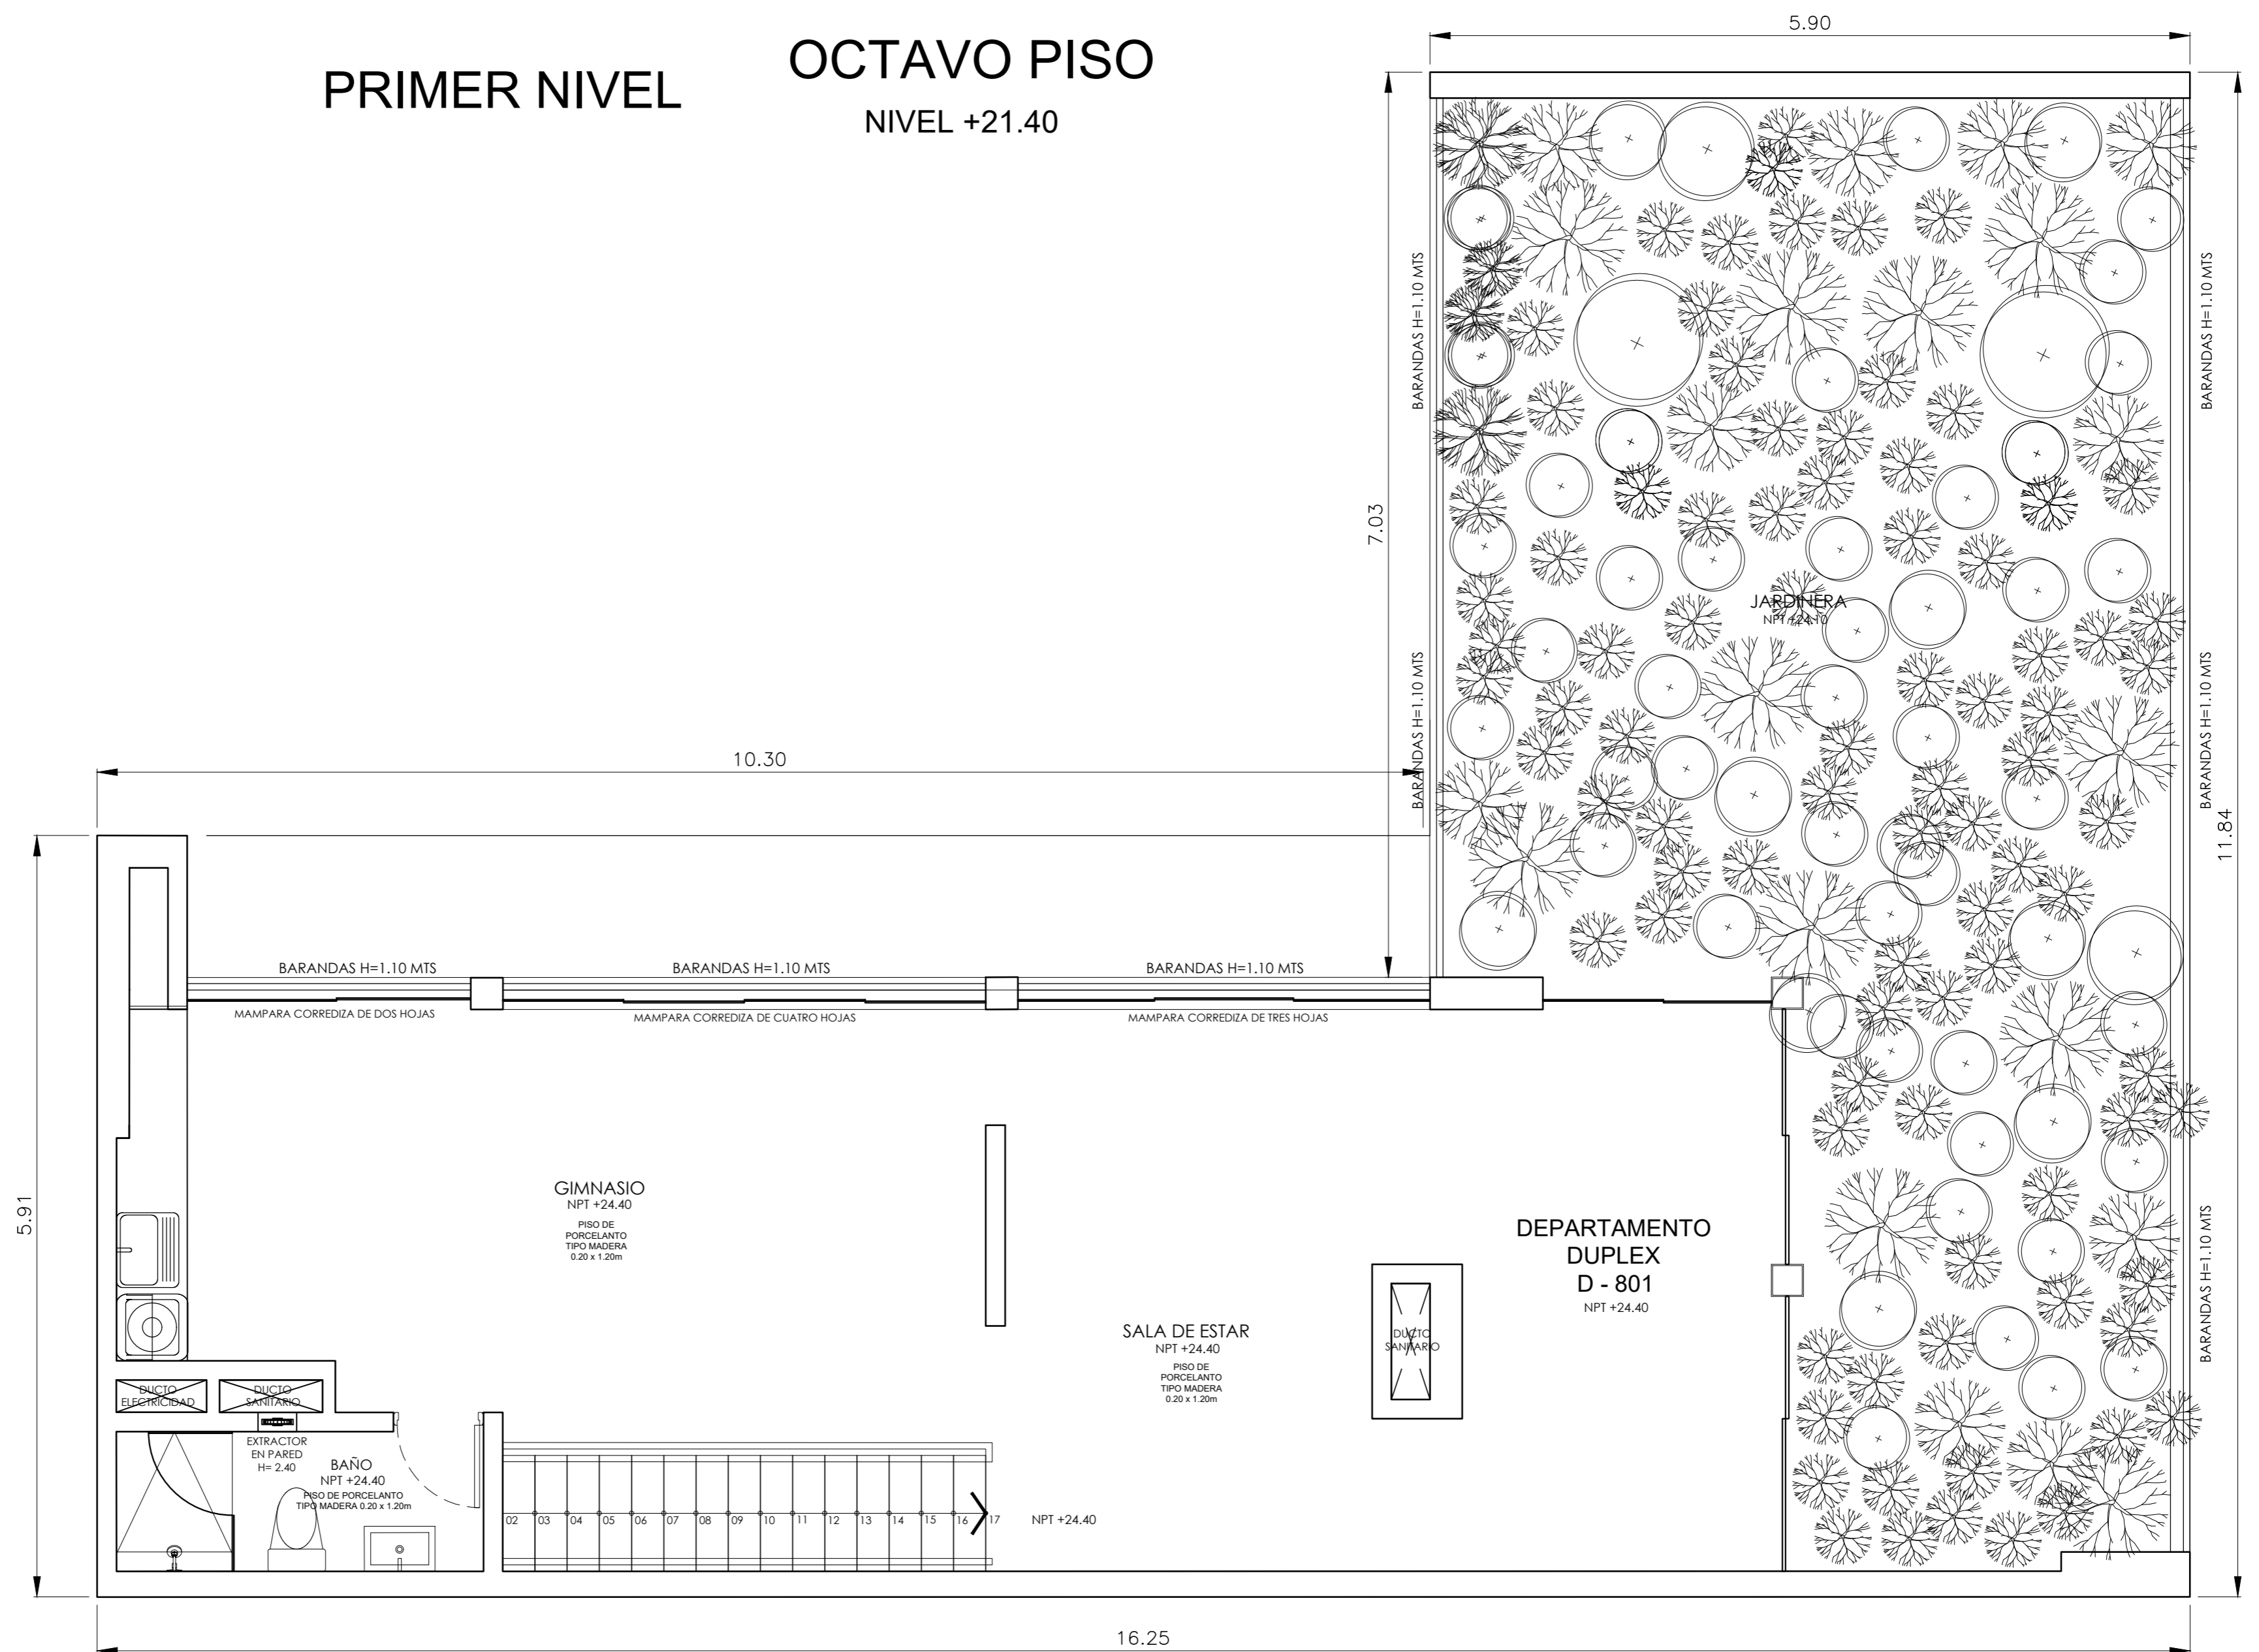 OCTAVO PISO
PRIMER NIVEL
NIVEL +21.40
5.90
BARANDAS H=1.10 MTS
BARANDAS H=1.10 MTS
7.03
JARDINERA
NPT +24.10
BARANDAS H=1.10 MTS
BARANDAS H=1.10 MTS
10.30
11.84
BARANDAS H=1.10 MTS
BARANDAS H=1.10 MTS
BARANDAS H=1.10 MTS
MAMPARA CORREDIZA DE DOS HOJAS
MAMPARA CORREDIZA DE CUATRO HOJAS
MAMPARA CORREDIZA DE TRES HOJAS
5.91
GIMNASIO
NPT +24.40
PISO DE
PORCELANTO
TIPO MADERA
0.20 x 1.20m
DEPARTAMENTO
DUPLEX
D - 801
NPT +24.40
BARANDAS H=1.10 MTS
SALA DE ESTAR
NPT +24.40
PISO DE
PORCELANTO
TIPO MADERA
0.20 x 1.20m
DUCTO
SANITARIO
DUCTO
ELECTRICIDAD
DUCTO
SANITARIO
EXTRACTOR
EN PARED
H= 2.40
BAÑO
NPT +24.40
PISO DE PORCELANTO
TIPO MADERA 0.20 x 1.20m
02 03 04 05 06 07 08 09 10 11 12 13 14 15 16 17
NPT +24.40
16.25